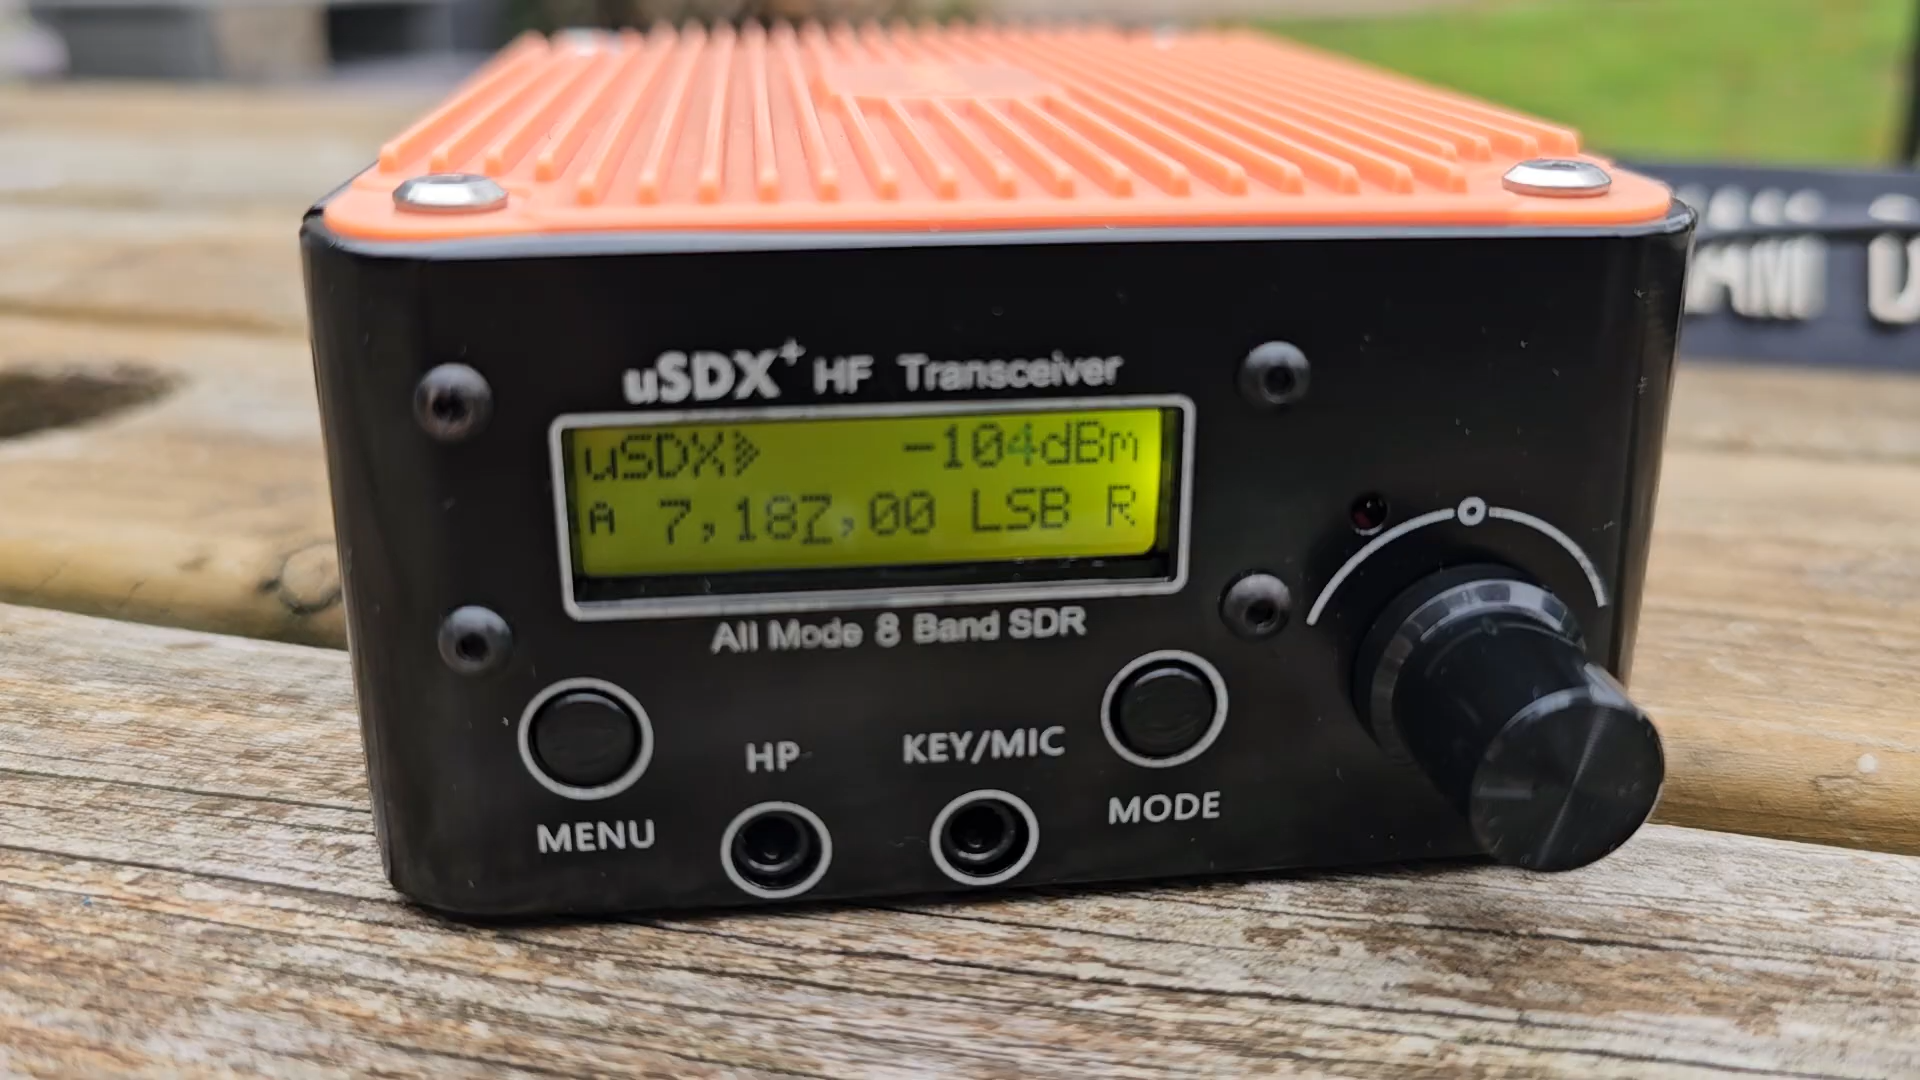 uSDX+ HF Transceiver
uSDX -104dBm
A 7,187,00 LSB R
All Mode 8 Band SDR
HP
KEY/MIC
MENU
MODE